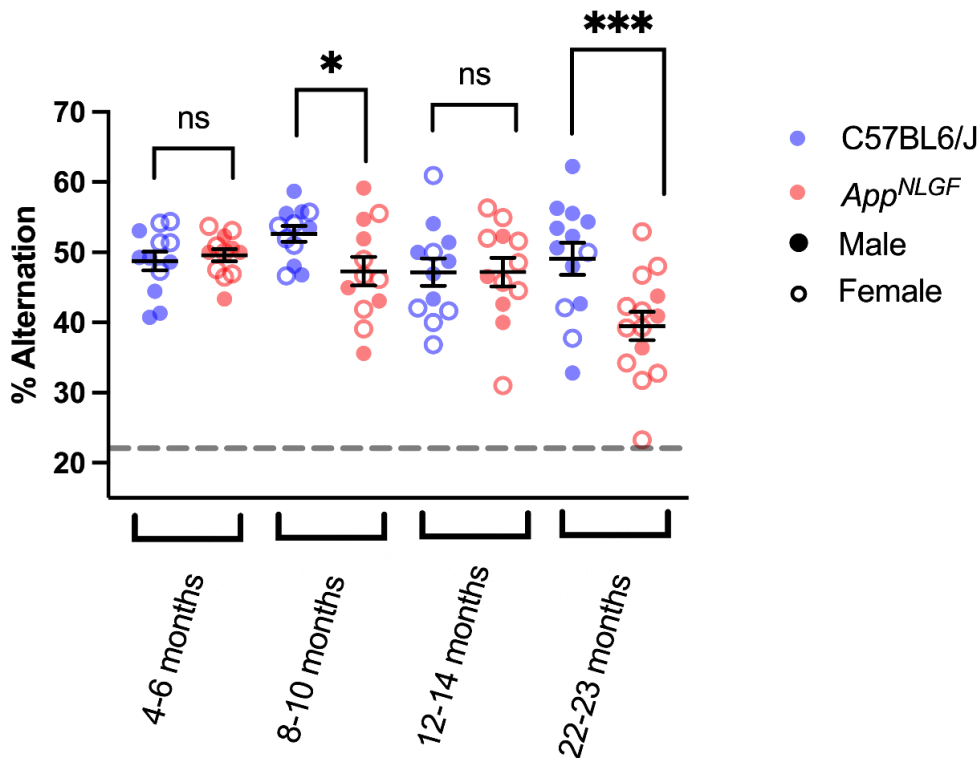 ***
*
ns
ns
70
60
50
40
30
20
% Alternation
C57BL6/J
App^NLGF
Male
Female
4-6 months
8-10 months
12-14 months
22-23 months